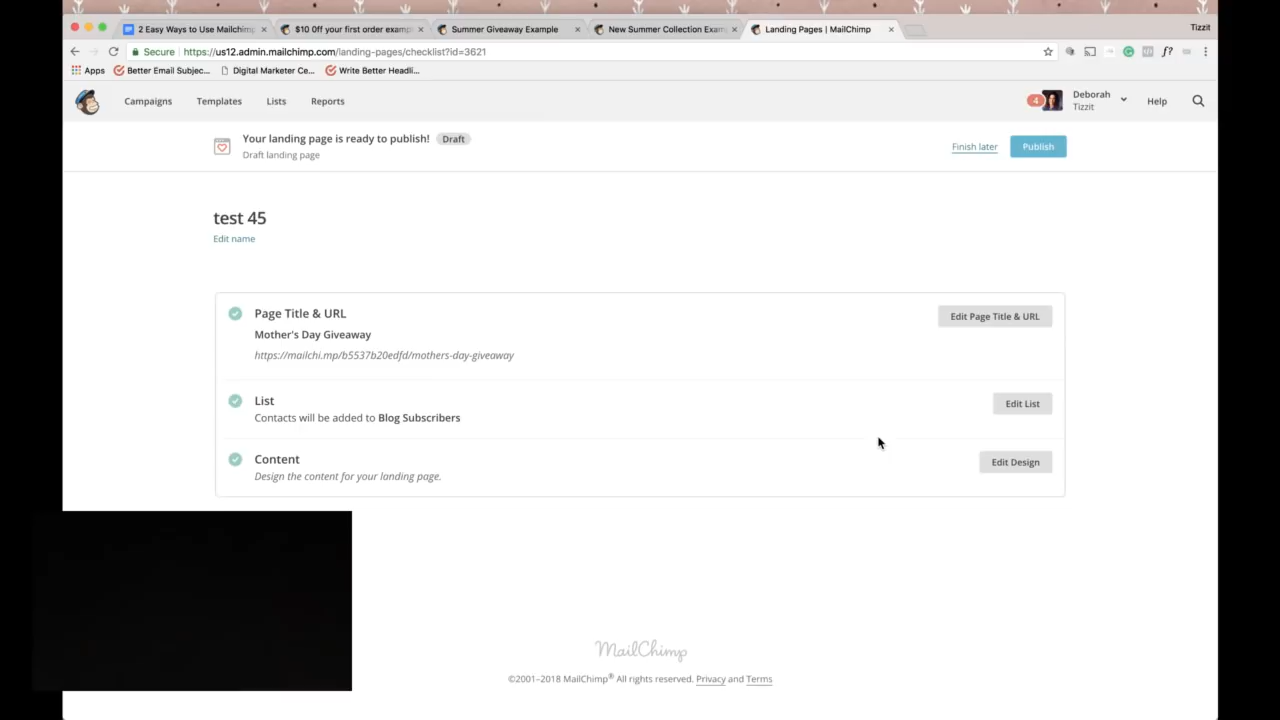 2 Easy Ways to Use Mailchimp
$10 Off your first order examp
Summer Giveaway Example
New Summer Collection Exam
Landing Pages | MailChimp
Tizzit
Secure
https://us12.admin.mailchimp.com/landing-pages/checklist?id=3621
f?
Apps
Better Email Subjec...
Digital Marketer Ce...
Write Better Headli...
Campaigns
Templates
Lists
Reports
4
Deborah
Tizzit
Help
Your landing page is ready to publish!
Draft
Draft landing page
Finish later
Publish
test 45
Edit name
Page Title & URL
Edit Page Title & URL
Mother's Day Giveaway
https://mailchi.mp/b5537b20edfd/mothers-day-giveaway
List
Edit List
Contacts will be added to Blog Subscribers
Content
Edit Design
Design the content for your landing page.
MailChimp
©2001–2018 MailChimp® All rights reserved. Privacy and Terms